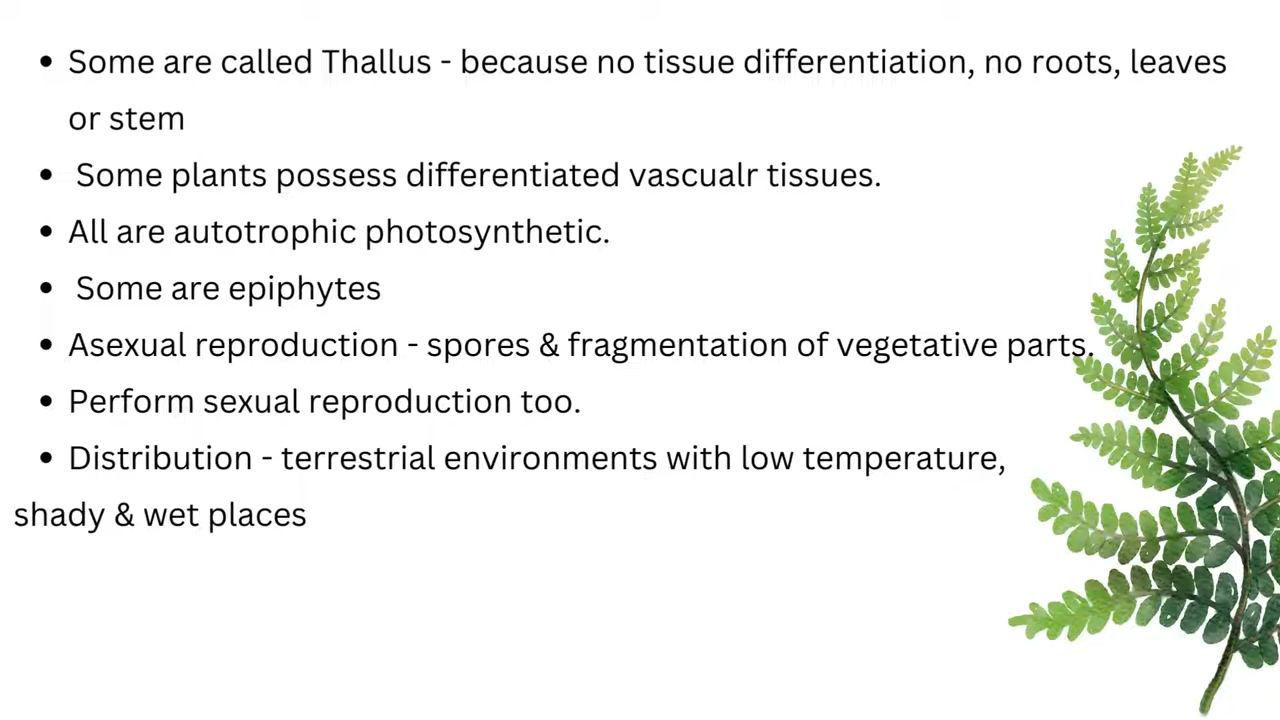 • Some are called Thallus - because no tissue differentiation, no roots, leaves
or stem
• Some plants possess differentiated vascualr tissues.
• All are autotrophic photosynthetic.
• Some are epiphytes
• Asexual reproduction - spores & fragmentation of vegetative parts.
• Perform sexual reproduction too.
• Distribution - terrestrial environments with low temperature,
shady & wet places